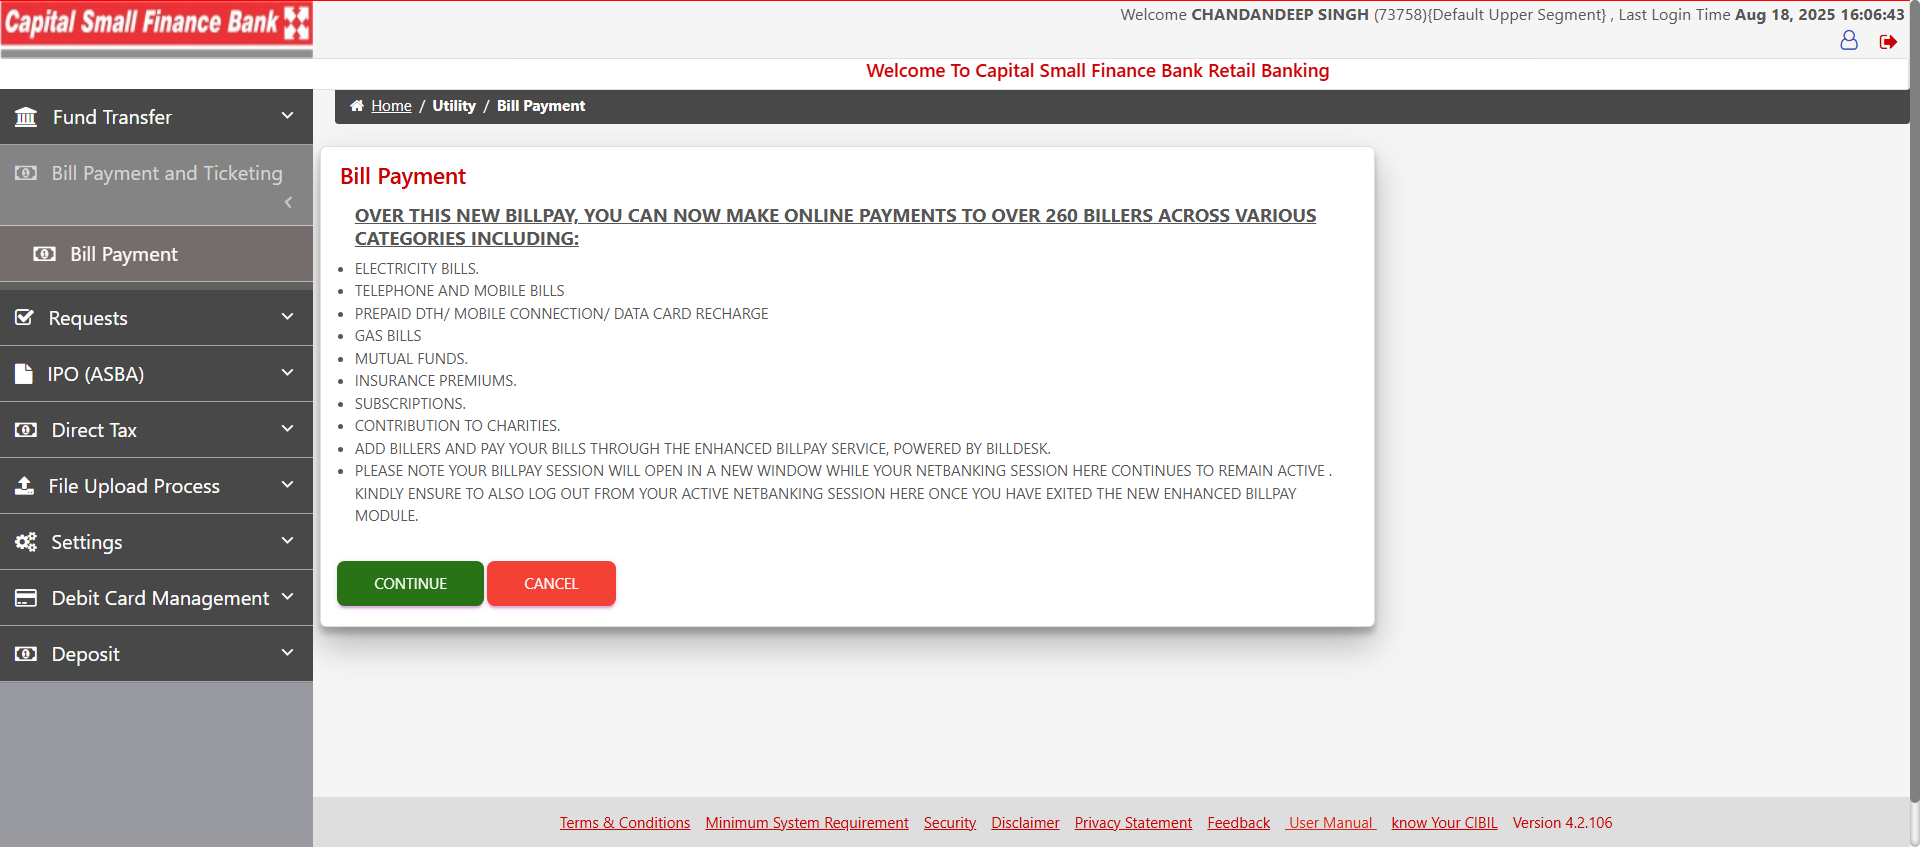 Capital Small Finance Bank
Welcome CHANDANDEEP SINGH (73758){Default Upper Segment} , Last Login Time Aug 18, 2025 16:06:43
Welcome To Capital Small Finance Bank Retail Banking
Home / Utility / Bill Payment
Fund Transfer
Bill Payment and Ticketing
Bill Payment
Requests
IPO (ASBA)
Direct Tax
File Upload Process
Settings
Debit Card Management
Deposit
Bill Payment
OVER THIS NEW BILLPAY, YOU CAN NOW MAKE ONLINE PAYMENTS TO OVER 260 BILLERS ACROSS VARIOUS
CATEGORIES INCLUDING:
• ELECTRICITY BILLS.
• TELEPHONE AND MOBILE BILLS
• PREPAID DTH/ MOBILE CONNECTION/ DATA CARD RECHARGE
• GAS BILLS
• MUTUAL FUNDS.
• INSURANCE PREMIUMS.
• SUBSCRIPTIONS.
• CONTRIBUTION TO CHARITIES.
• ADD BILLERS AND PAY YOUR BILLS THROUGH THE ENHANCED BILLPAY SERVICE, POWERED BY BILLDESK.
• PLEASE NOTE YOUR BILLPAY SESSION WILL OPEN IN A NEW WINDOW WHILE YOUR NETBANKING SESSION HERE CONTINUES TO REMAIN ACTIVE .
KINDLY ENSURE TO ALSO LOG OUT FROM YOUR ACTIVE NETBANKING SESSION HERE ONCE YOU HAVE EXITED THE NEW ENHANCED BILLPAY
MODULE.
CONTINUE CANCEL
Terms & Conditions Minimum System Requirement Security Disclaimer Privacy Statement Feedback User Manual know Your CIBIL Version 4.2.106